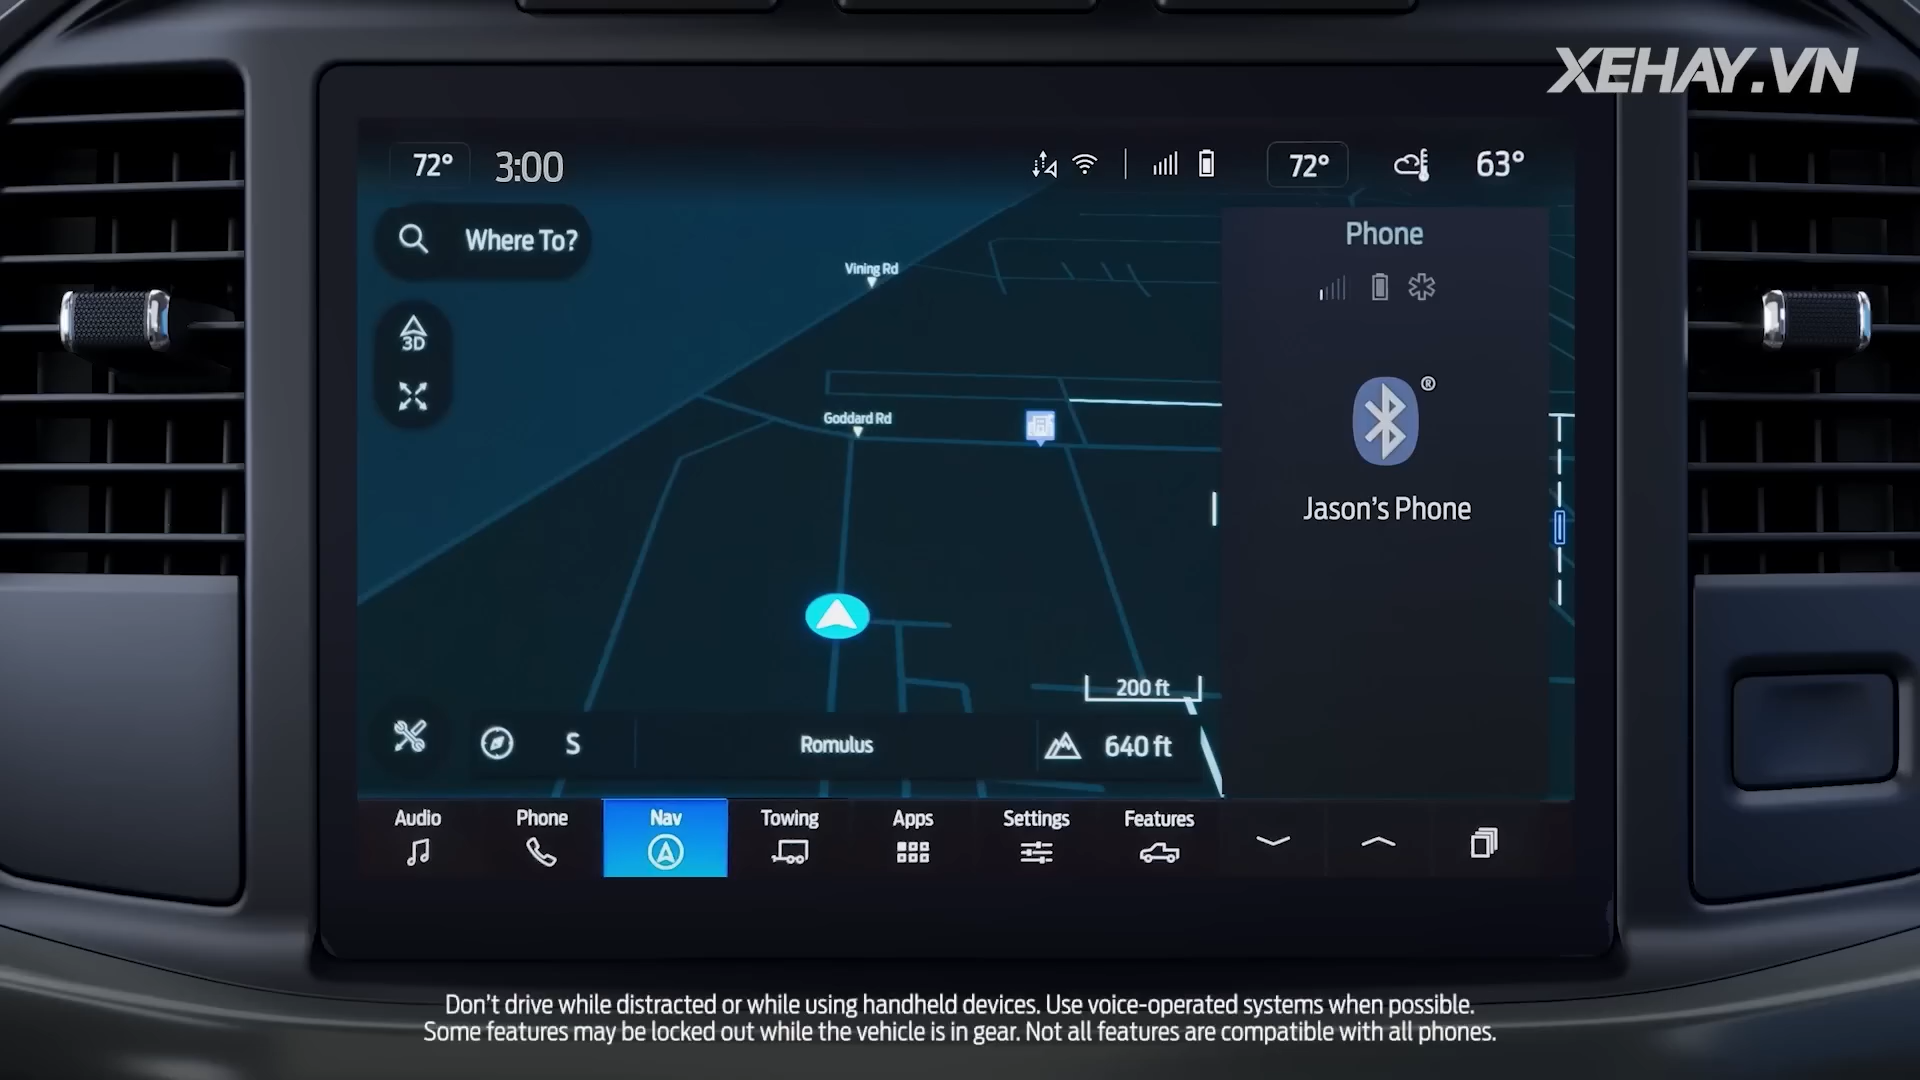 XEHAY.VN
72° 3:00 72° 63°
Where To?
Phone
Vining Rd
3D
Goddard Rd
®
Jason's Phone
200 ft
S Romulus 640 ft
Audio Phone Nav Towing Apps Settings Features
Don't drive while distracted or while using handheld devices. Use voice-operated systems when possible.
Some features may be locked out while the vehicle is in gear. Not all features are compatible with all phones.